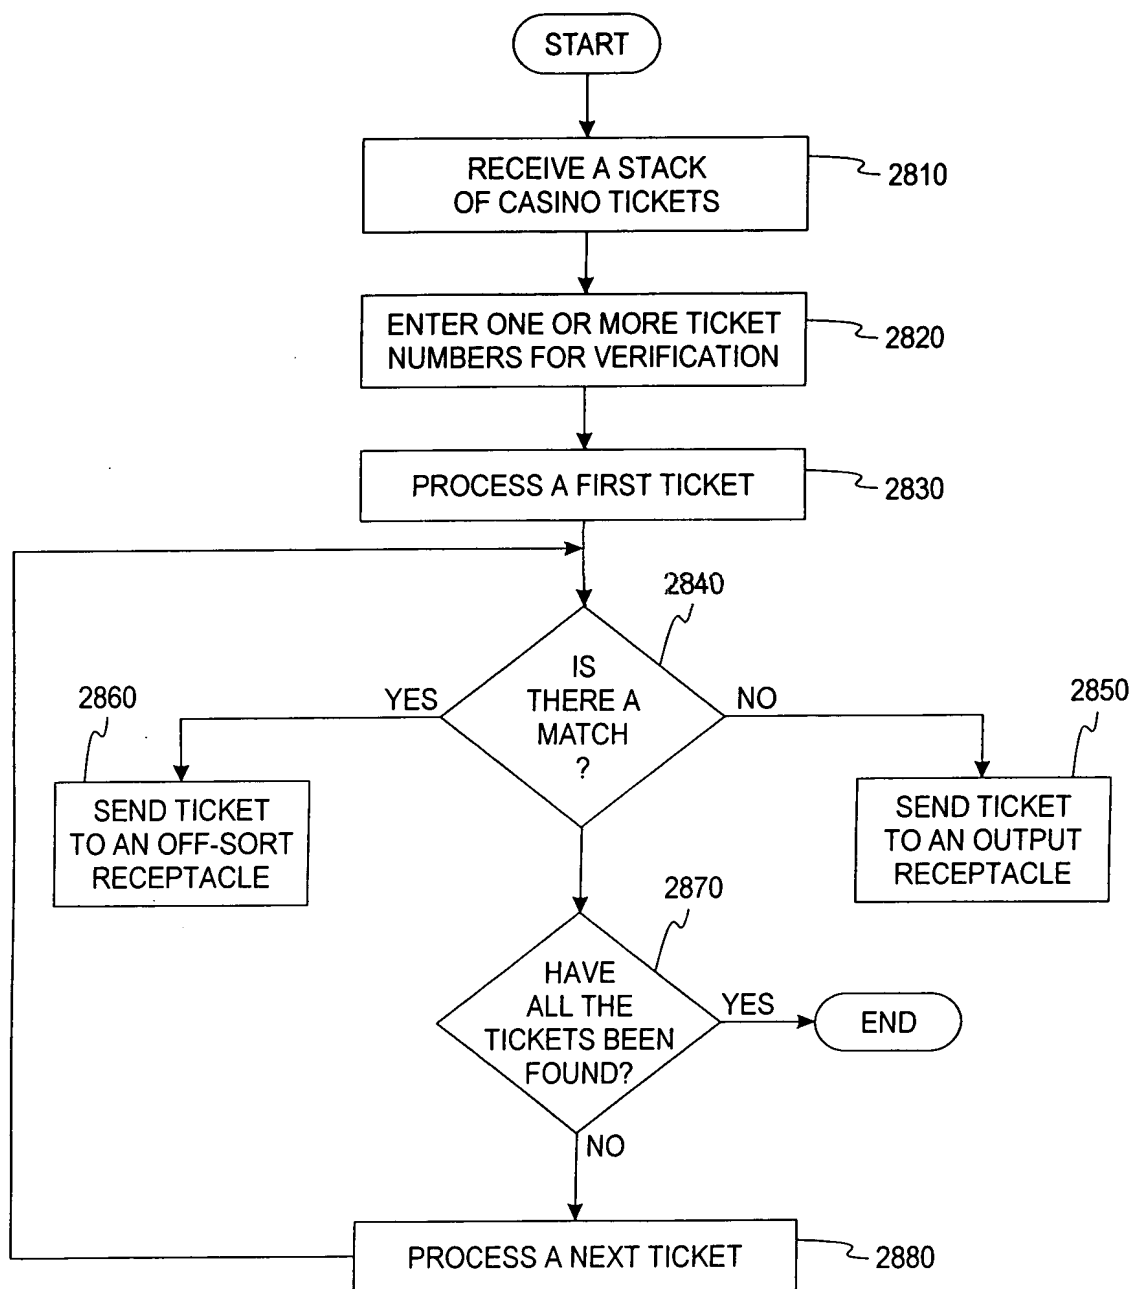 START
RECEIVE A STACK
OF CASINO TICKETS
2810
ENTER ONE OR MORE TICKET
NUMBERS FOR VERIFICATION
2820
PROCESS A FIRST TICKET
2830
2840
IS
THERE A
MATCH
?
YES
NO
2860
SEND TICKET
TO AN OFF-SORT
RECEPTACLE
2850
SEND TICKET
TO AN OUTPUT
RECEPTACLE
2870
HAVE
ALL THE
TICKETS BEEN
FOUND?
YES
END
NO
PROCESS A NEXT TICKET
2880